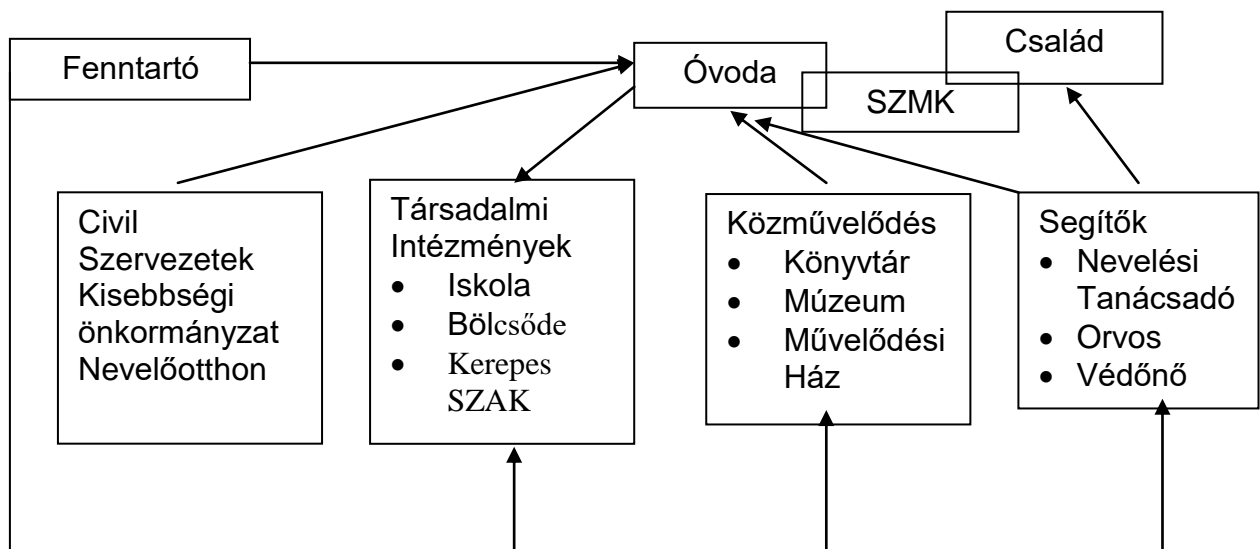 Fenntartó
Óvoda
SZMK
Család
Civil
Szervezetek
Kisebbségi
önkormányzat
Nevelőotthon
Társadalmi
Intézmények
• Iskola
• Bölcsőde
• Kerepes
SZAK
Közművelődés
• Könyvtár
• Múzeum
• Művelődési
Ház
Segítők
• Nevelési
Tanácsadó
• Orvos
• Védőnő